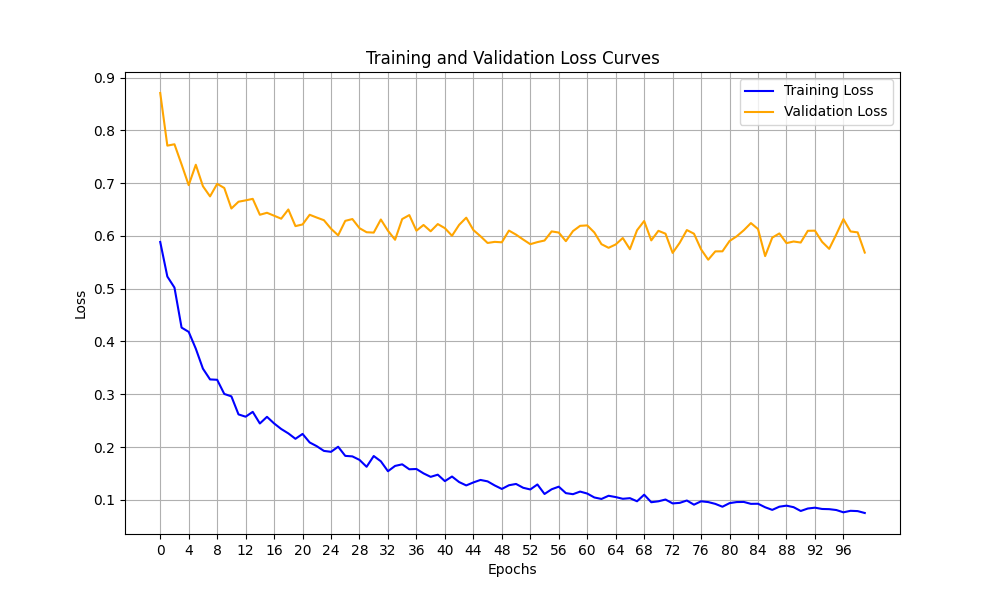 Training and Validation Loss Curves
Training Loss
Validation Loss
0.9
0.8
0.7
0.6
0.5
0.4
0.3
0.2
0.1
Loss
0 4 8 12 16 20 24 28 32 36 40 44 48 52 56 60 64 68 72 76 80 84 88 92 96
Epochs